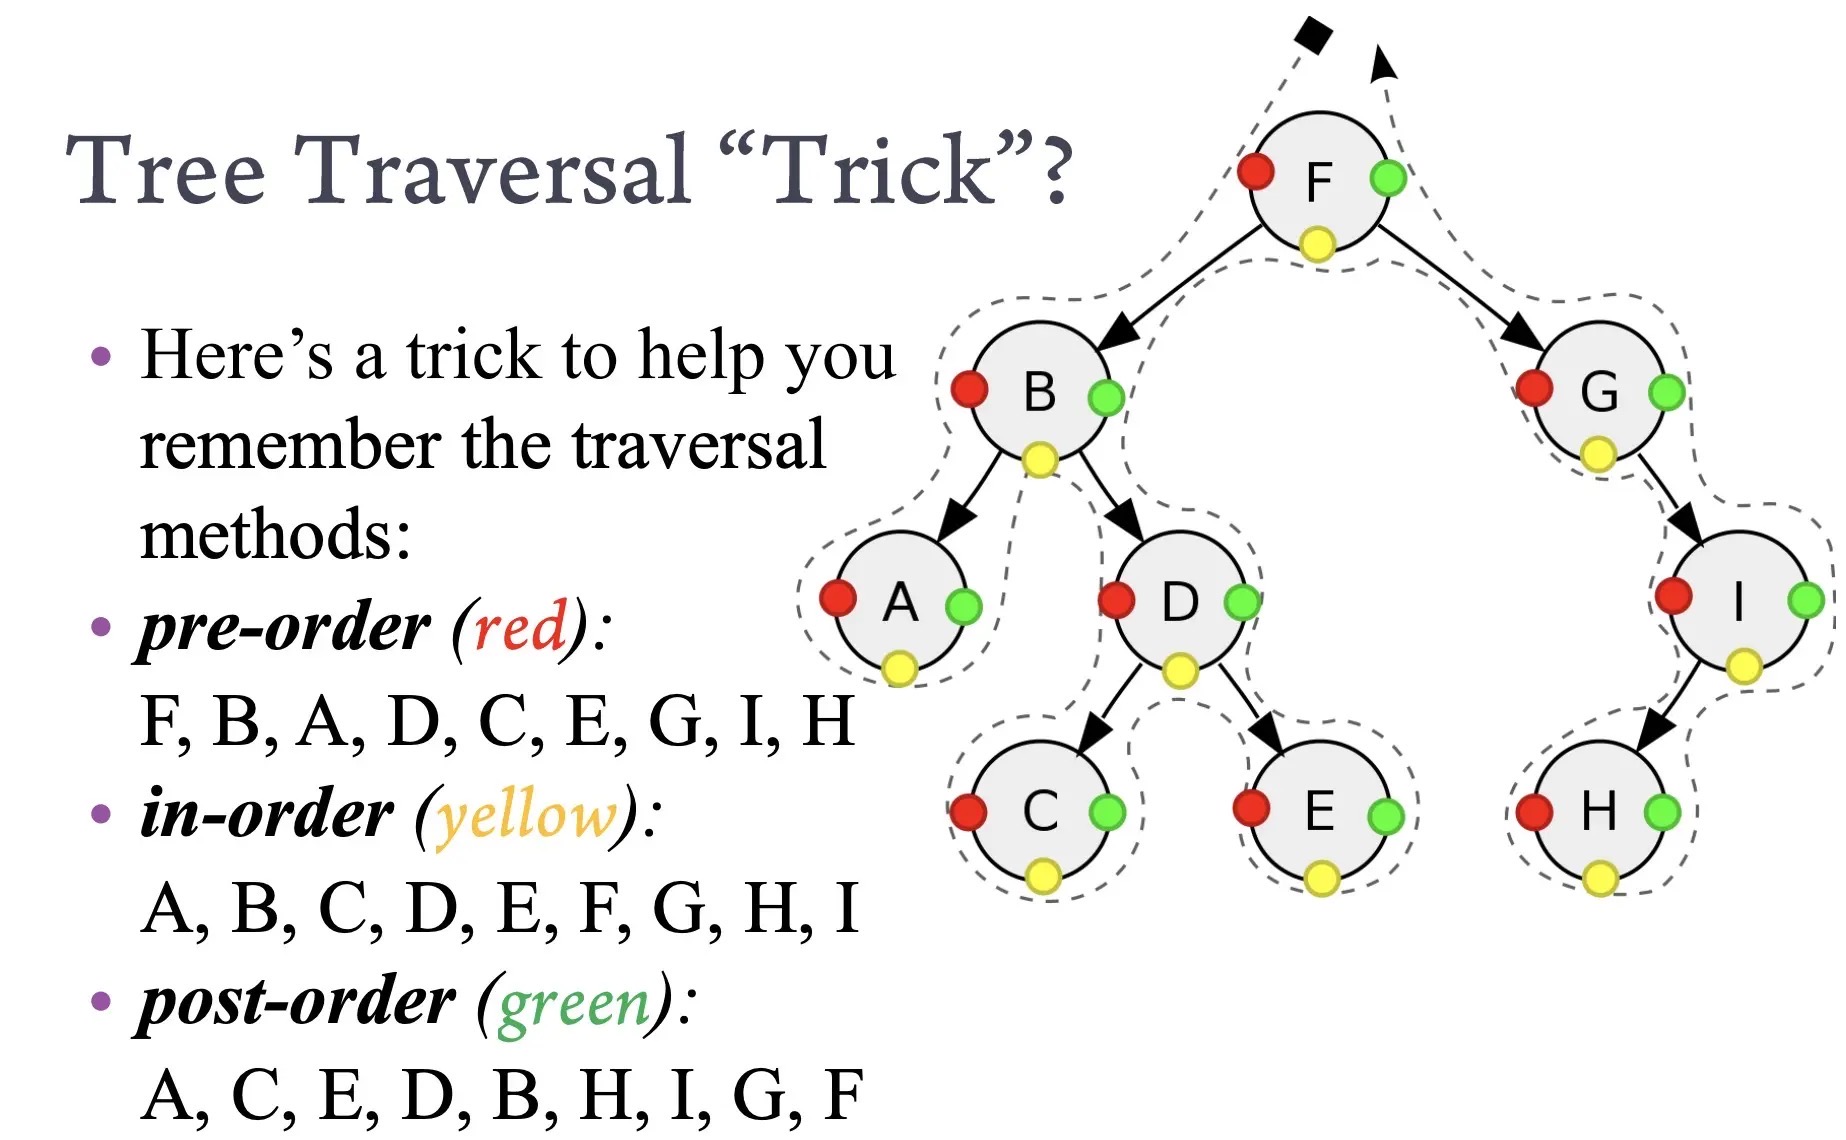 Tree Traversal “Trick”?
• Here’s a trick to help you
remember the traversal
methods:
• pre-order (red):
F, B, A, D, C, E, G, I, H
• in-order (yellow):
A, B, C, D, E, F, G, H, I
• post-order (green):
A, C, E, D, B, H, I, G, F
F
B
G
A
D
I
C
E
H